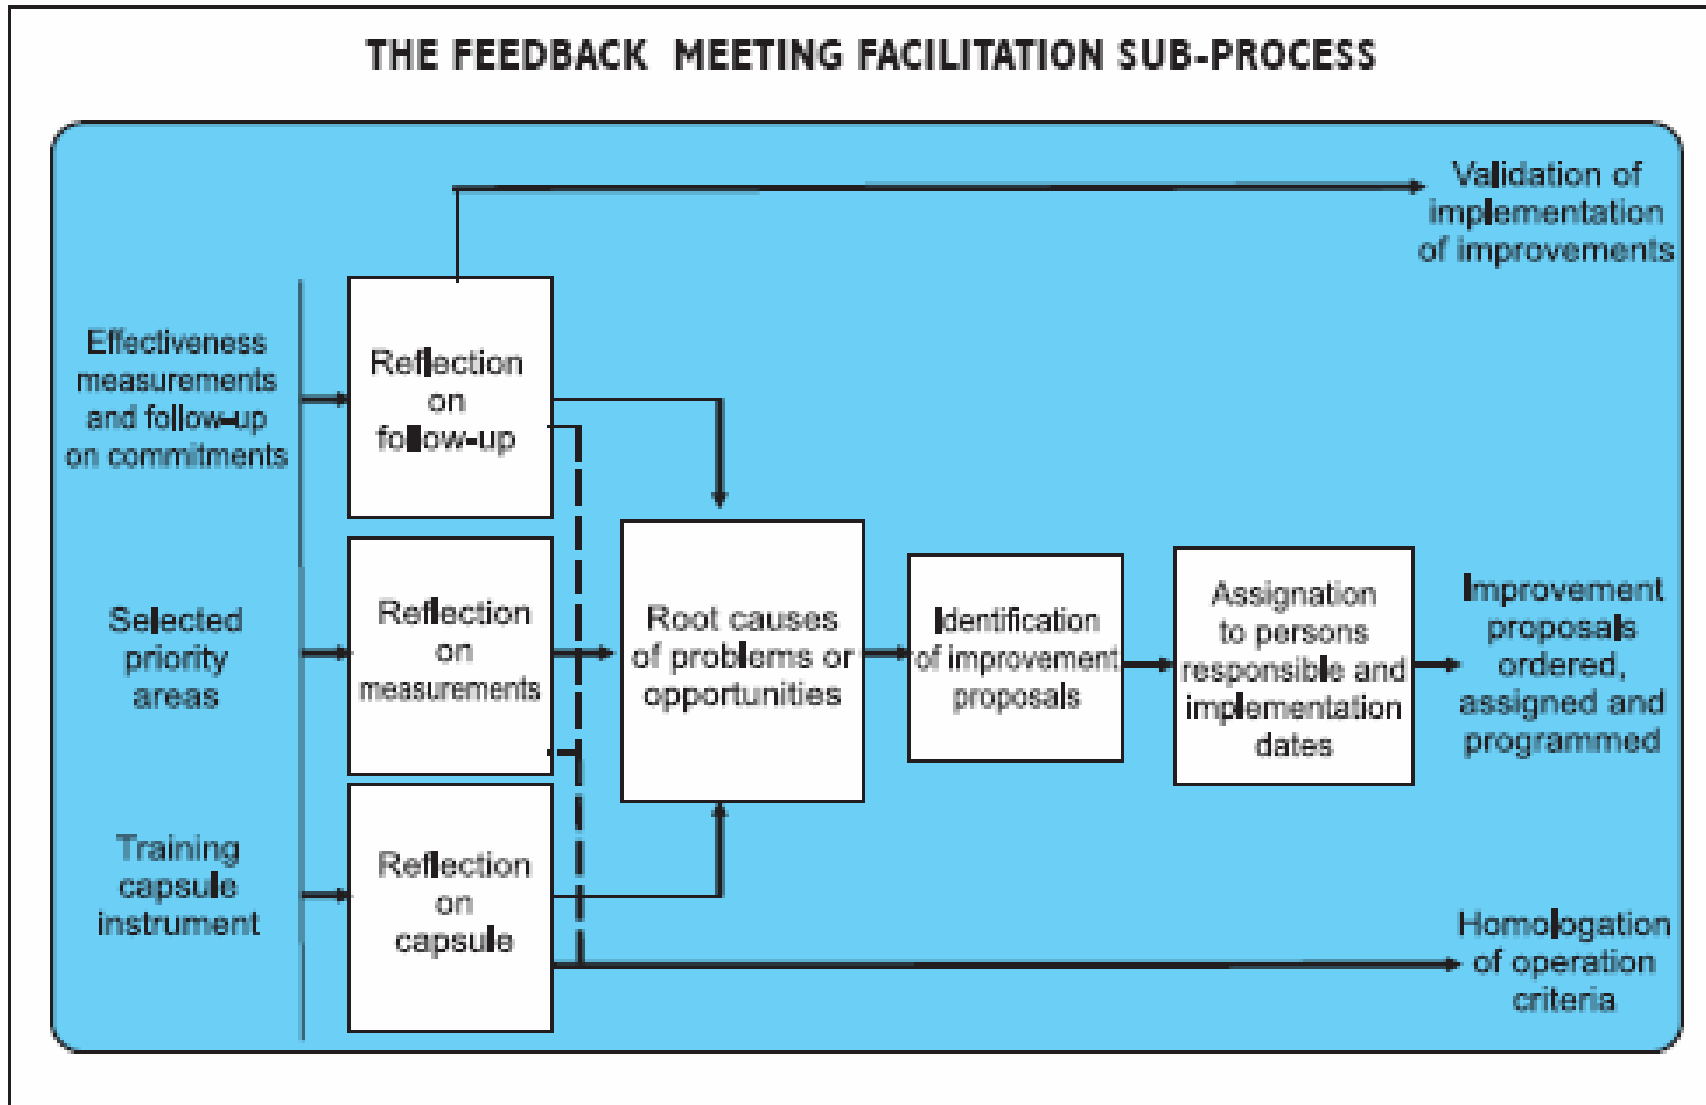 THE FEEDBACK MEETING FACILITATION SUB-PROCESS
Validation of
implementation
of improvements
Effectiveness
measurements
and follow-up
on commitments
Reflection
on
follow-up
Selected
priority
areas
Reflection
on
measurements
Root causes
of problems or
opportunities
Identification
of improvement
proposals
Assignation
to persons
responsible and
implementation
dates
Improvement
proposals
ordered,
assigned and
programmed
Training
capsule
instrument
Reflection
on
capsule
Homologation
of operation
criteria